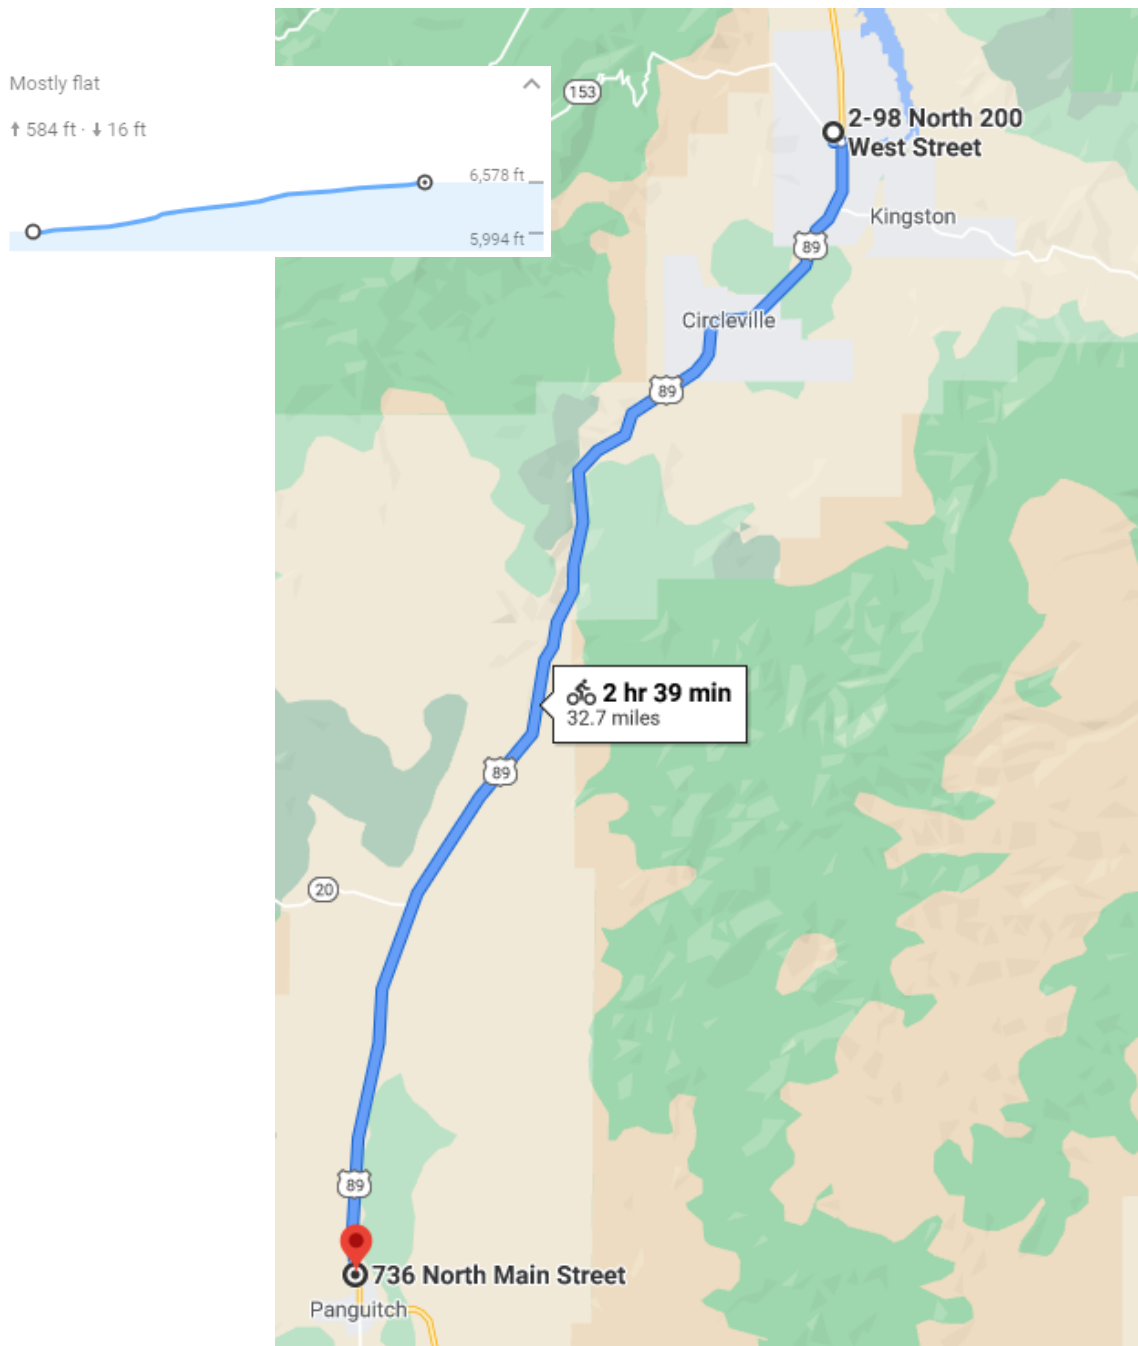 Mostly flat
584 ft · 16 ft
6,578 ft
5,994 ft
153
2-98 North 200
West Street
Kingston
89
Circleville
89
2 hr 39 min
32.7 miles
89
20
89
736 North Main Street
Panguitch